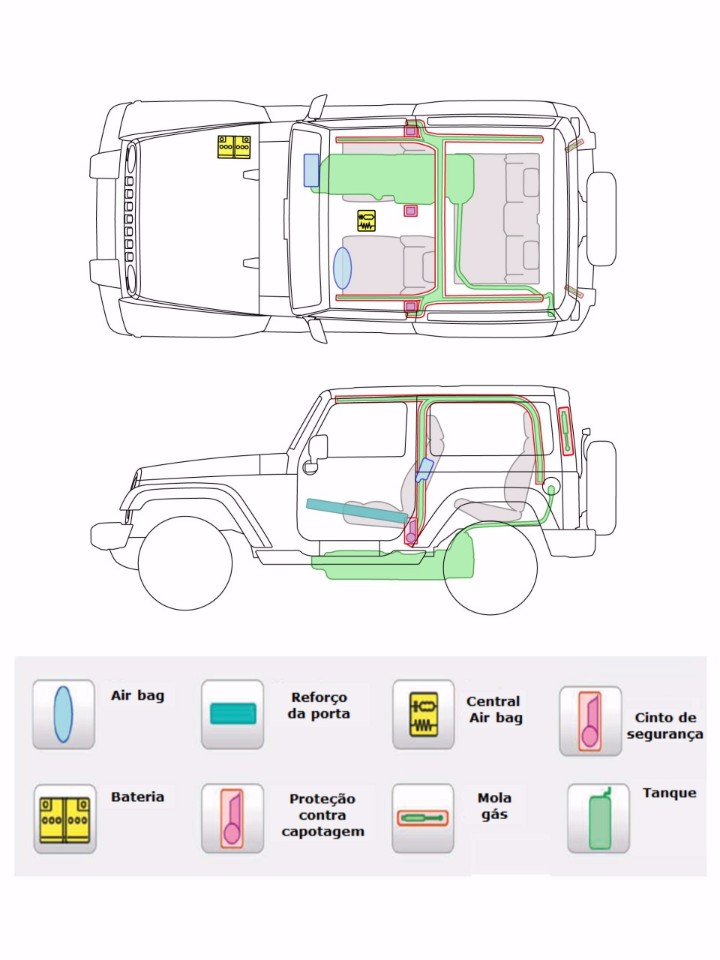 Air bag
Reforço
da porta
Central
Air bag
Cinto de
segurança
Bateria
Proteção
contra
capotagem
Mola
gás
Tanque